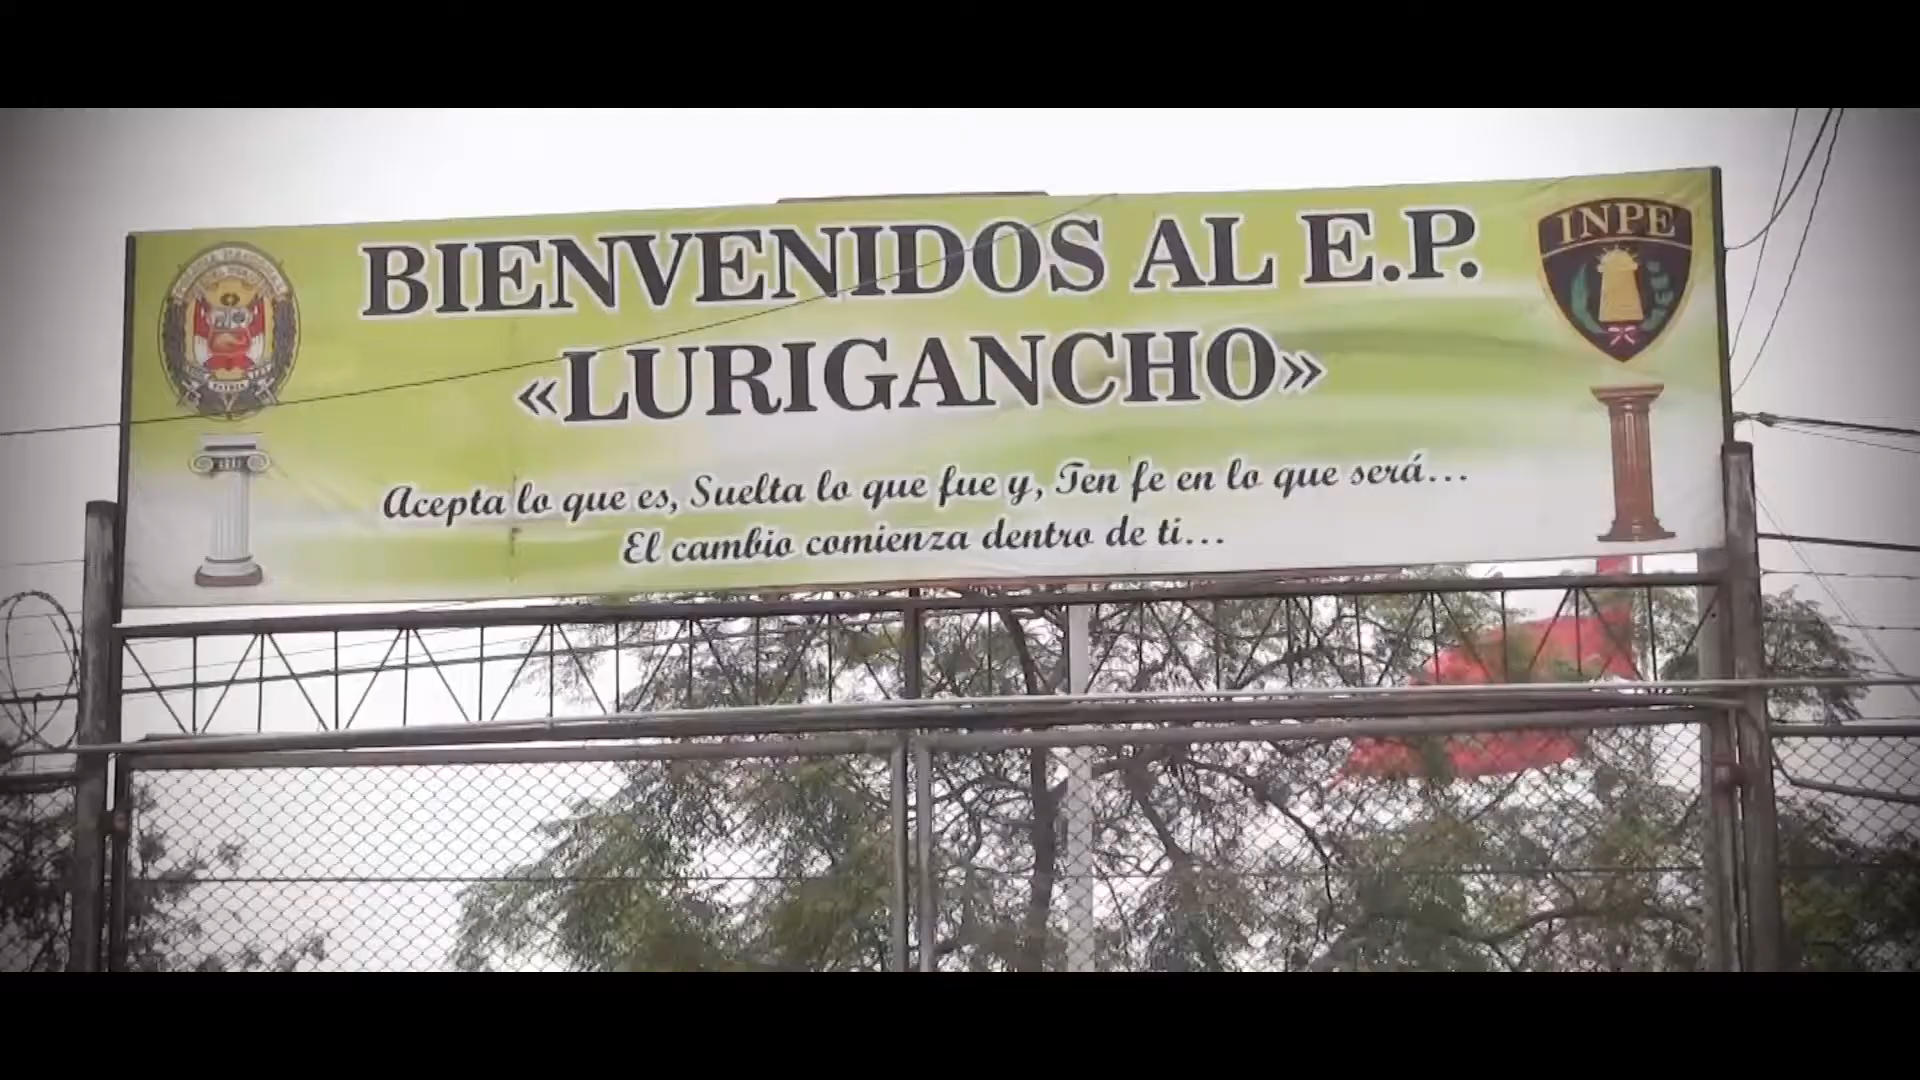 BIENVENIDOS AL E.P.
«LURIGANCHO»
Acepta lo que es, Suelta lo que fue y, Ten fe en lo que será...
El cambio comienza dentro de ti...
INPE